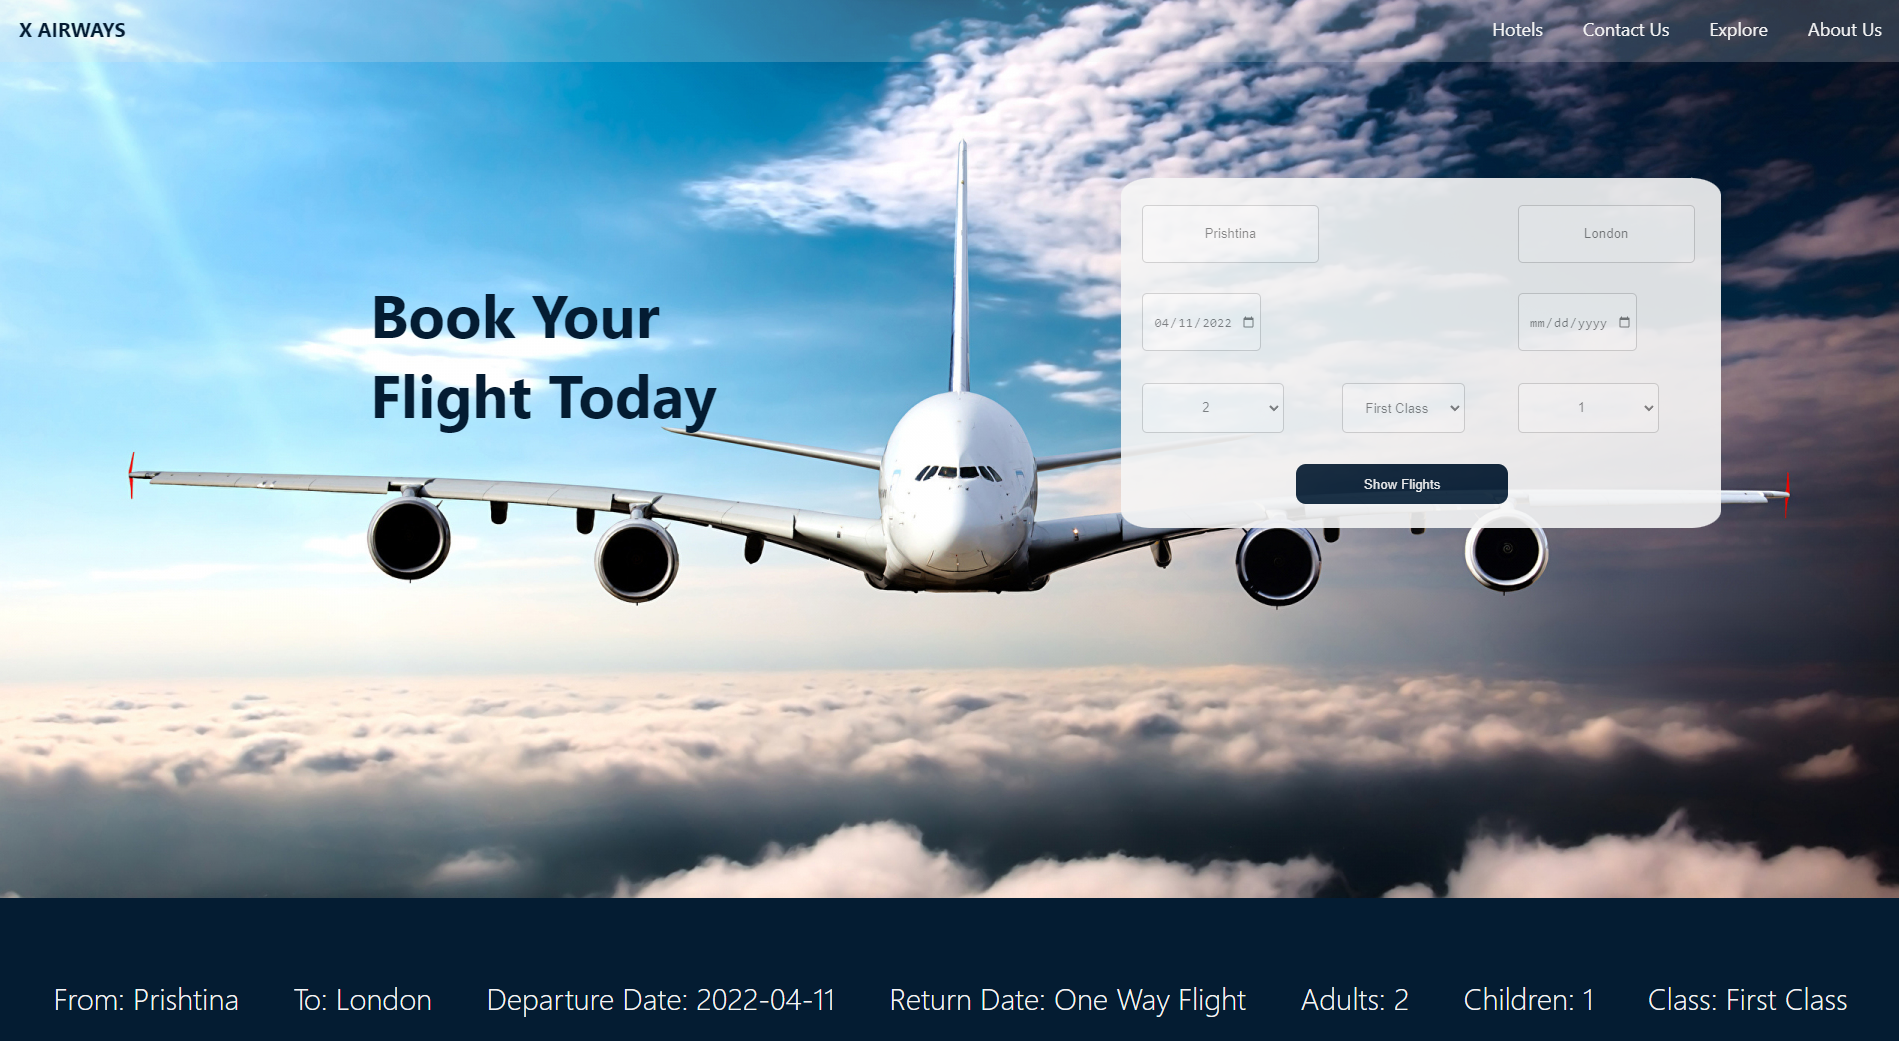 X AIRWAYS
Hotels Contact Us Explore About Us
Book Your
Flight Today
Prishtina London
04/11/2022 mm/dd/yyyy
2 First Class 1
Show Flights
From: Prishtina To: London Departure Date: 2022-04-11 Return Date: One Way Flight Adults: 2 Children: 1 Class: First Class